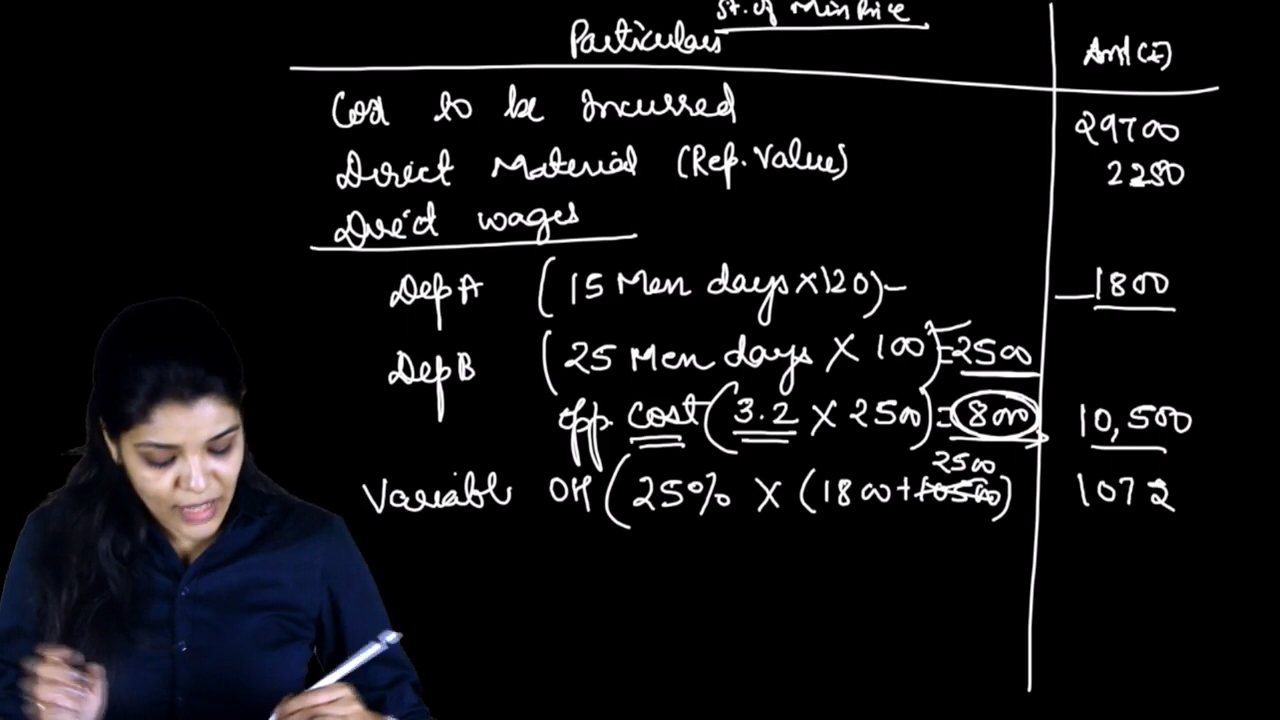 St. of Min Price
Particulars Amt (₹)
Cost to be Incurred 29700
Direct Material (Rep. Value) 2250
Direct wages
Dep A (15 Men days × 120) — 1800
Dep B (25 Men days × 100) = 2500
opp. cost (3.2 × 2500) = 8000 10,500
2500
Variable OH (25% × (1800 + 10500) 1072